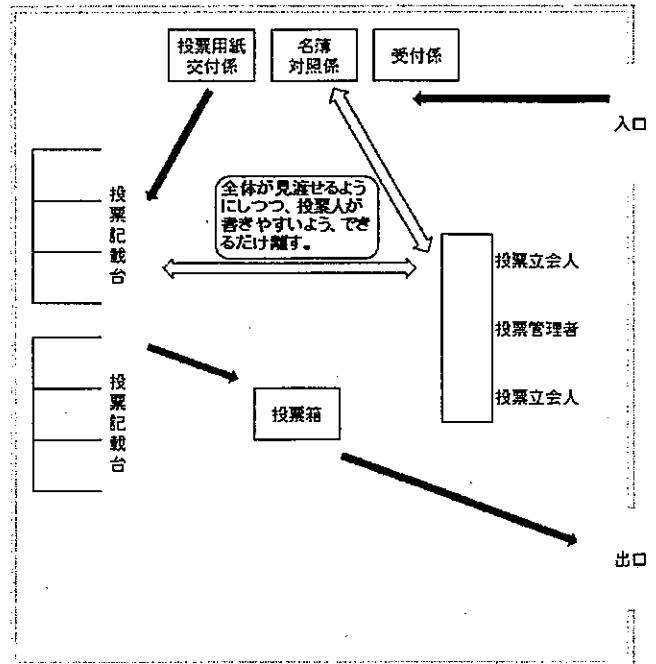 投票用紙
交付係
名簿
対照係
受付係
入口
全体が見渡せるよう
にしつつ、投票人が
書きやすいよう、でき
るだけ離す。
投票記載台
投票立会人
投票管理者
投票立会人
投票記載台
投票箱
出口